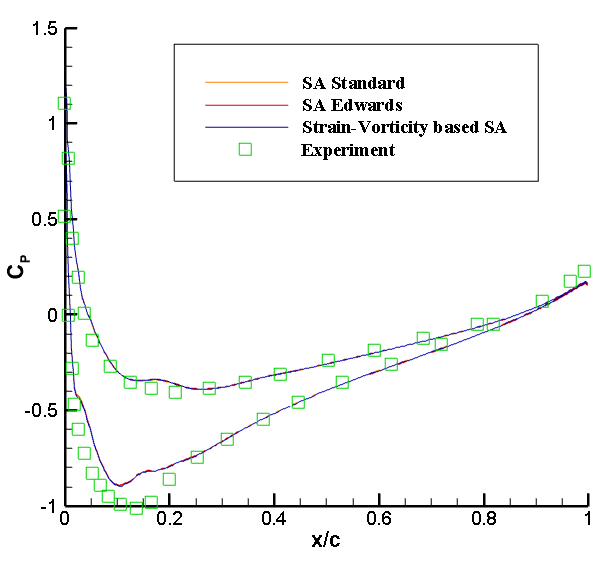 1.5
1
0.5
0
-0.5
-1
C_P
SA Standard
SA Edwards
Strain-Vorticity based SA
Experiment
0 0.2 0.4 0.6 0.8 1
x/c